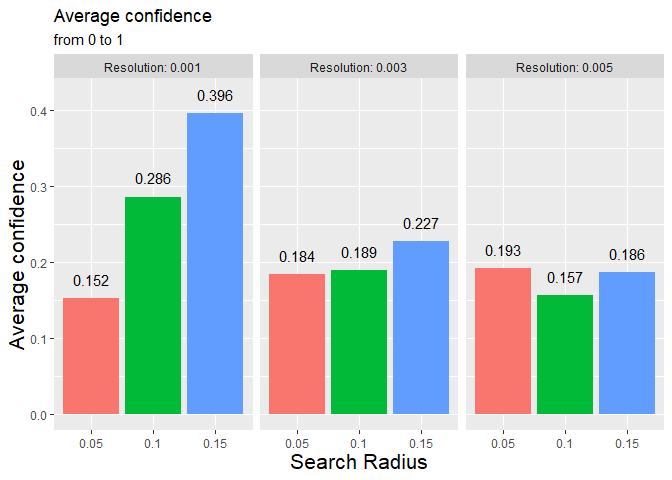 Average confidence
from 0 to 1
Resolution: 0.001 Resolution: 0.003 Resolution: 0.005
0.396
0.4
0.286
0.3
0.227
0.184 0.189 0.193 0.186
0.152 0.157
0.2
0.1
0.0
Average confidence
0.05 0.1 0.15 0.05 0.1 0.15 0.05 0.1 0.15
Search Radius